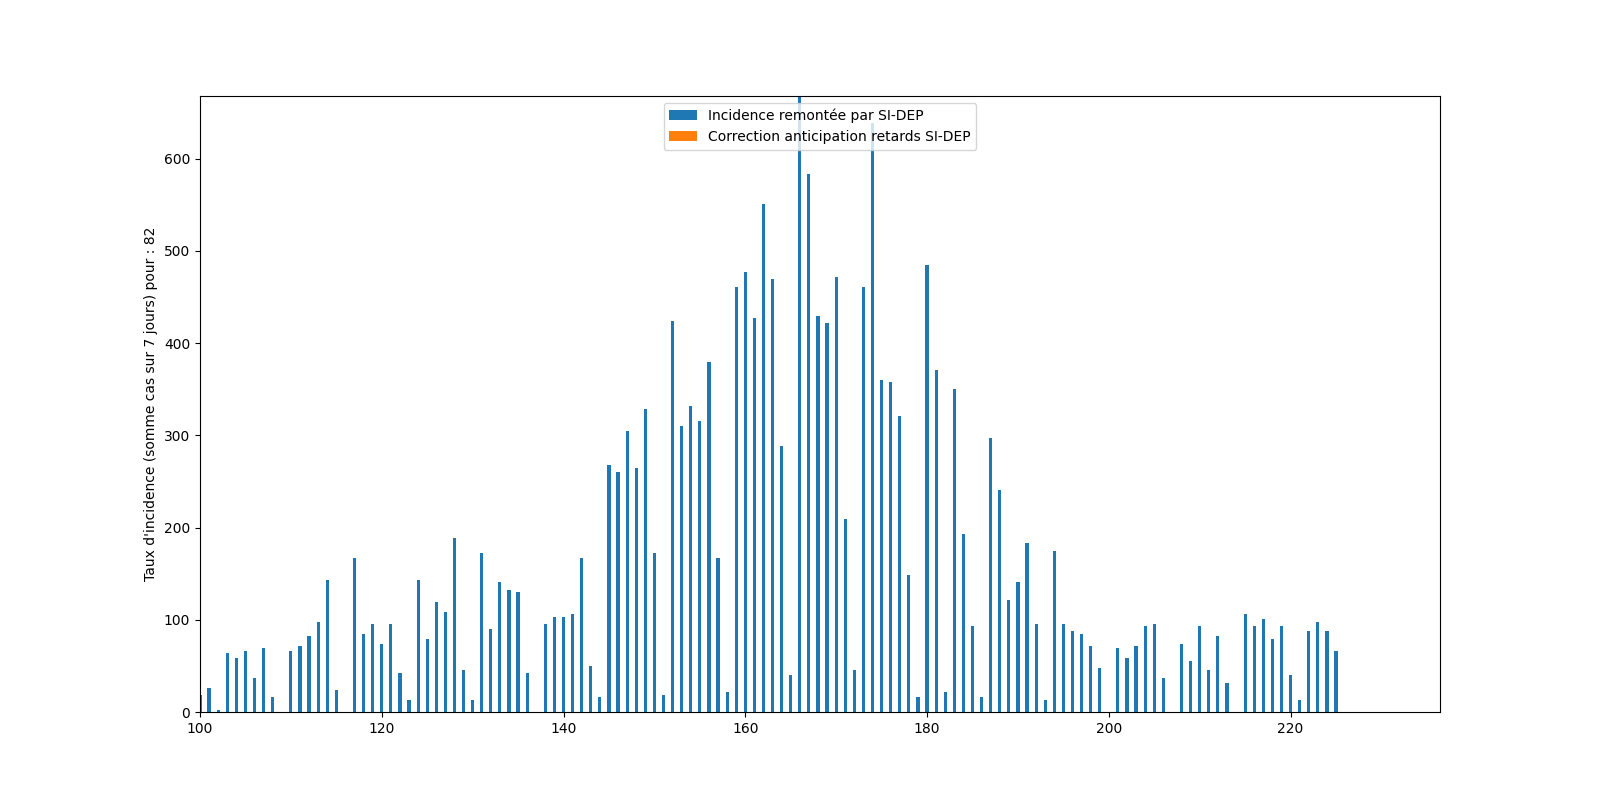 Incidence remontée par SI-DEP
Correction anticipation retards SI-DEP
Taux d'incidence (somme cas sur 7 jours) pour : 82
600
500
400
300
200
100
0
100 120 140 160 180 200 220